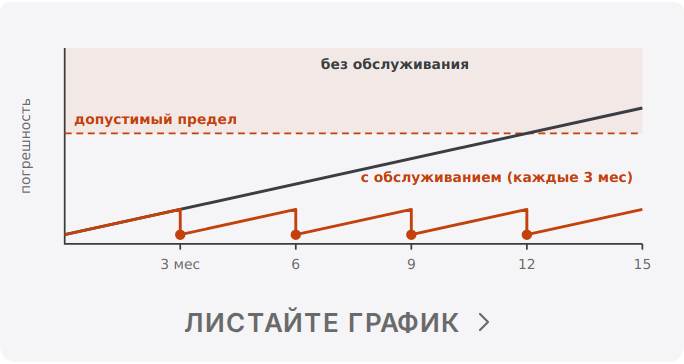 без обслуживания
допустимый предел
погрешность
с обслуживанием (каждые 3 мес)
3 мес 6 9 12 15
ЛИСТАЙТЕ ГРАФИК